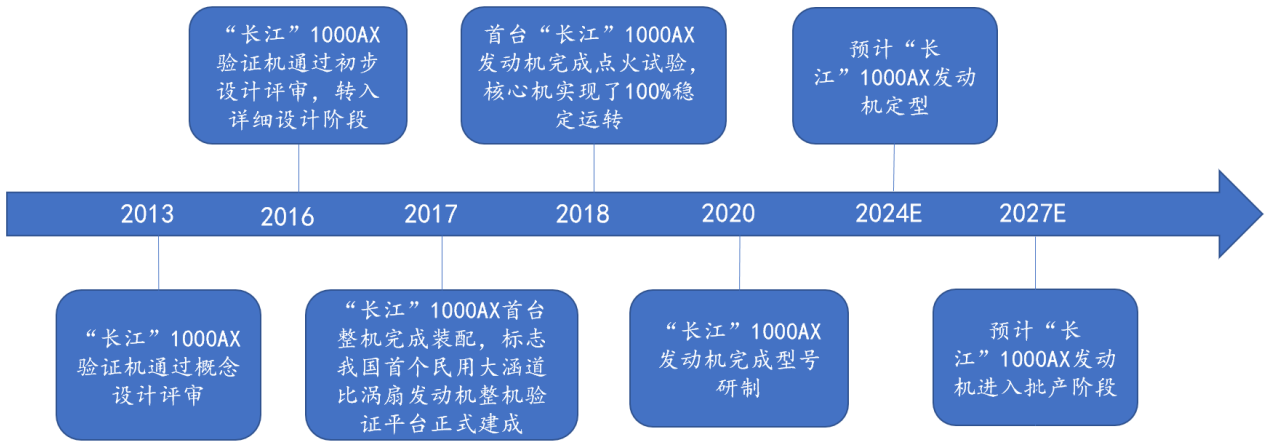 “长江”1000AX
验证机通过初步
设计评审，转入
详细设计阶段
首台“长江”1000AX
发动机完成点火试验，
核心机实现了100%稳
定运转
预计“长
江”1000AX发动
机定型
2013
2016
2017
2018
2020
2024E
2027E
“长江”1000AX
验证机通过概念
设计评审
“长江”1000AX首台
整机完成装配，标志
我国首个民用大涵道
比涡扇发动机整机验
证平台正式建成
“长江”1000AX
发动机完成型号
研制
预计“长
江”1000AX发动
机进入批产阶段